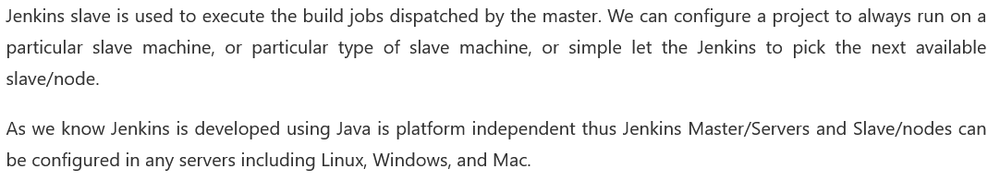 Jenkins slave is used to execute the build jobs dispatched by the master. We can configure a project to always run on a
particular slave machine, or particular type of slave machine, or simple let the Jenkins to pick the next available
slave/node.
As we know Jenkins is developed using Java is platform independent thus Jenkins Master/Servers and Slave/nodes can
be configured in any servers including Linux, Windows, and Mac.